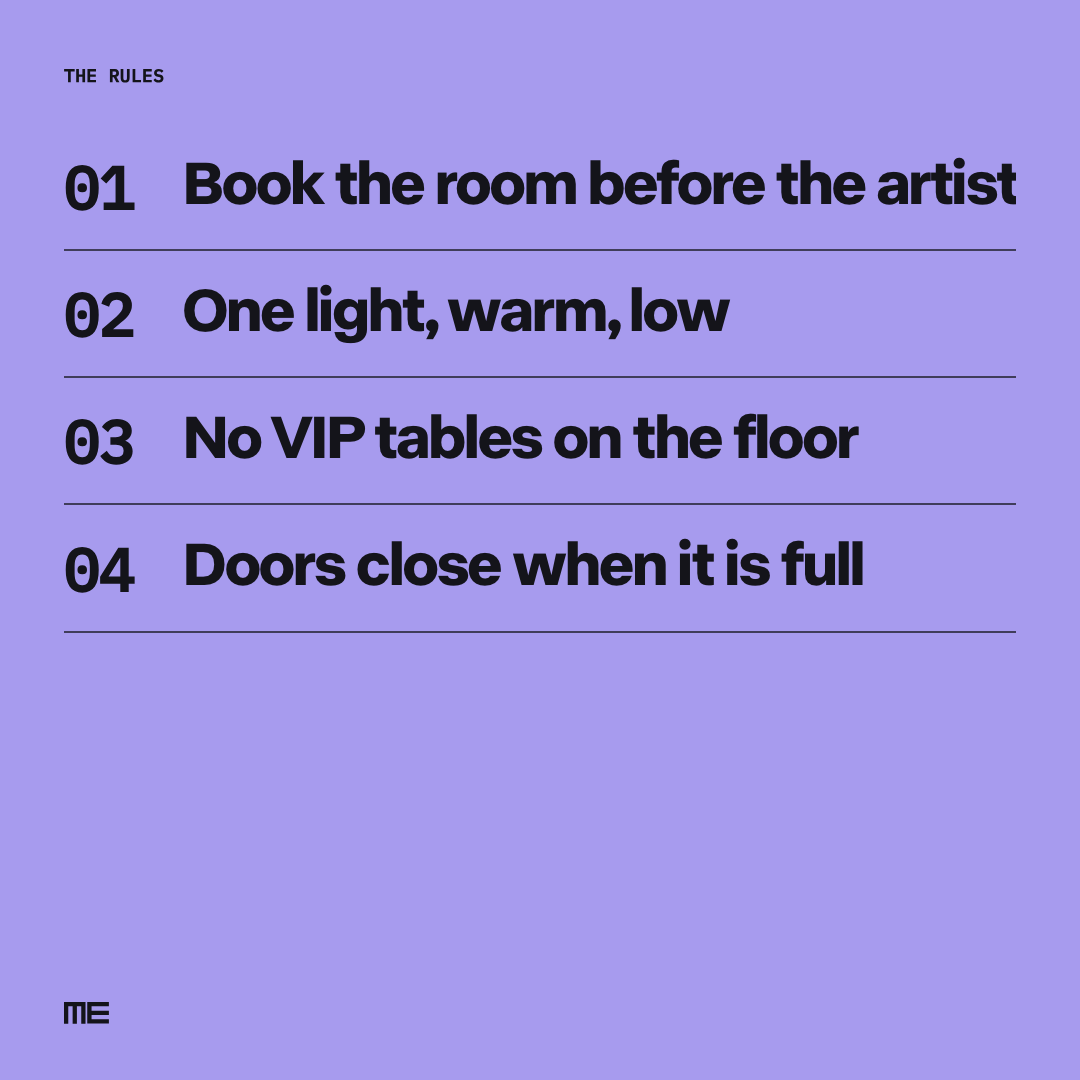 THE RULES
01 Book the room before the artist
02 One light, warm, low
03 No VIP tables on the floor
04 Doors close when it is full
ME